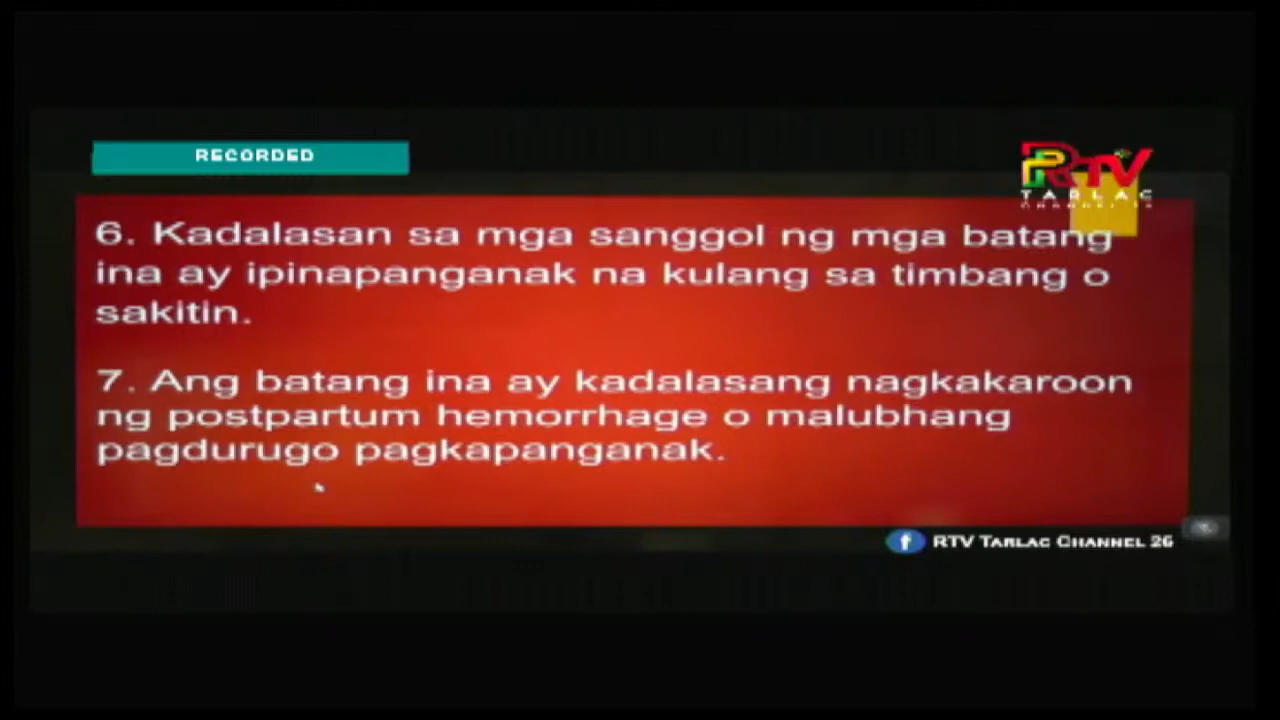 RECORDED
RTV
TARLAC
6. Kadalasan sa mga sanggol ng mga batang
ina ay ipinapanganak na kulang sa timbang o
sakitin.
7. Ang batang ina ay kadalasang nagkakaroon
ng postpartum hemorrhage o malubhang
pagdurugo pagkapanganak.
RTV TARLAC CHANNEL 26